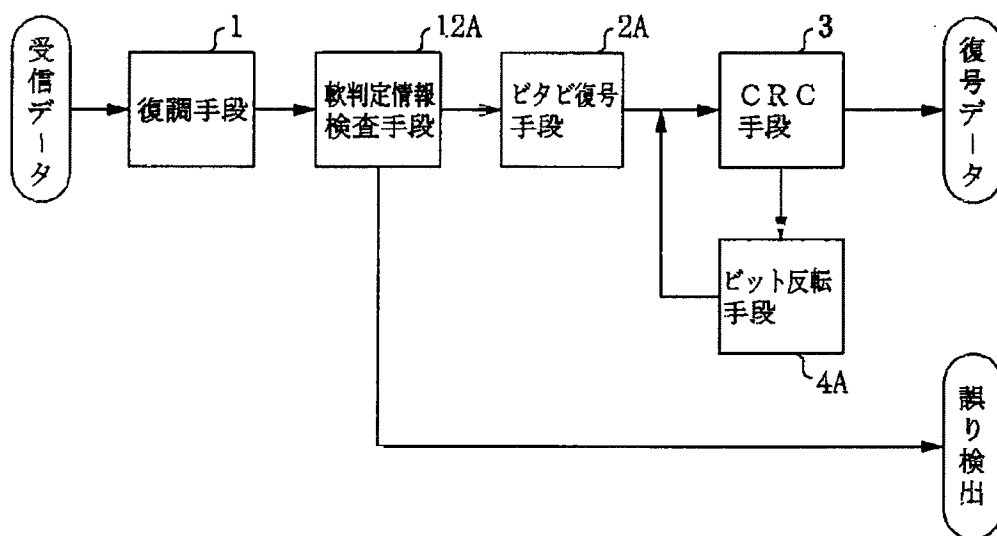 受信データ
1
復調手段
12A
軟判定情報
検査手段
2A
ビタビ復号
手段
3
CRC
手段
復号データ
ビット反転
手段
4A
誤り検出